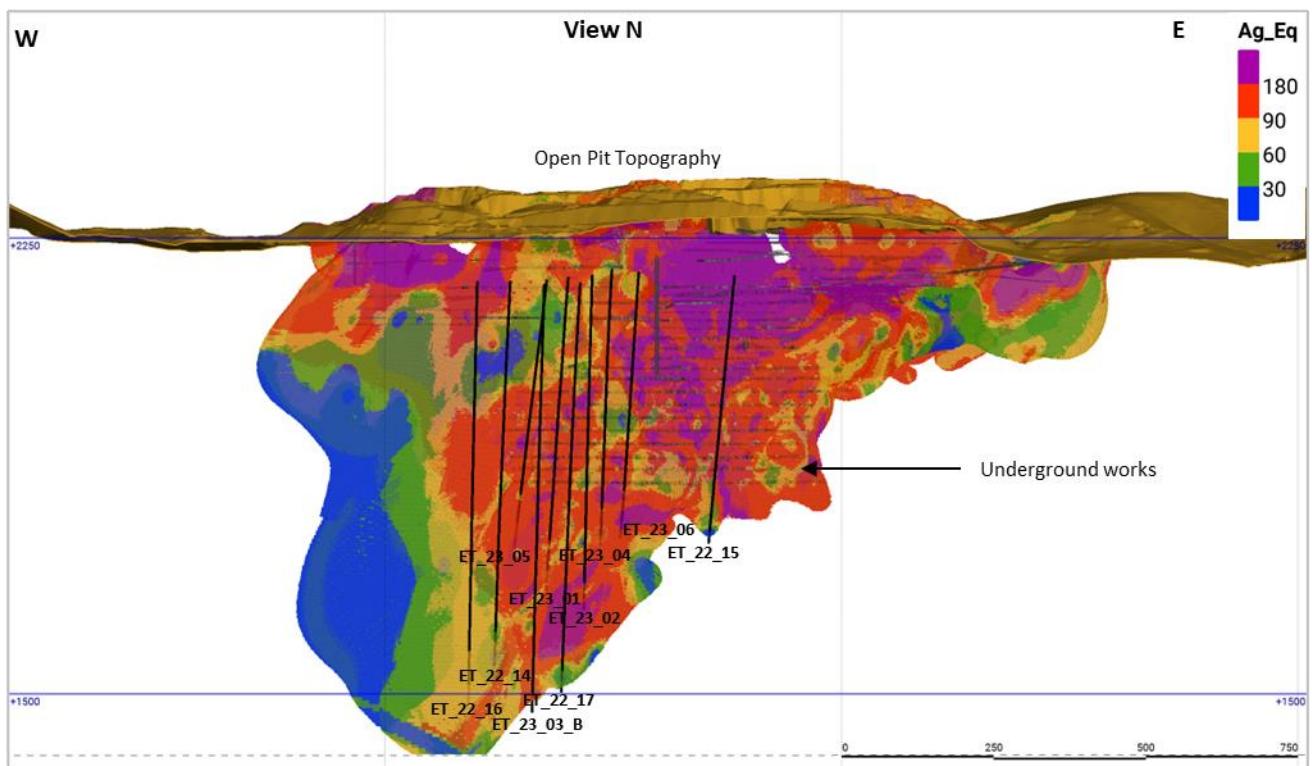 W
View N
E
Ag_Eq
180
90
60
30
Open Pit Topography
+2250
+2250
Underground works
ET_23_06
ET_23_05
ET_23_04
ET_22_15
ET_23_01
ET_23_02
ET_22_14
+1500
+1500
ET_22_17
ET_22_16
ET_23_03_B
0
250
500
750